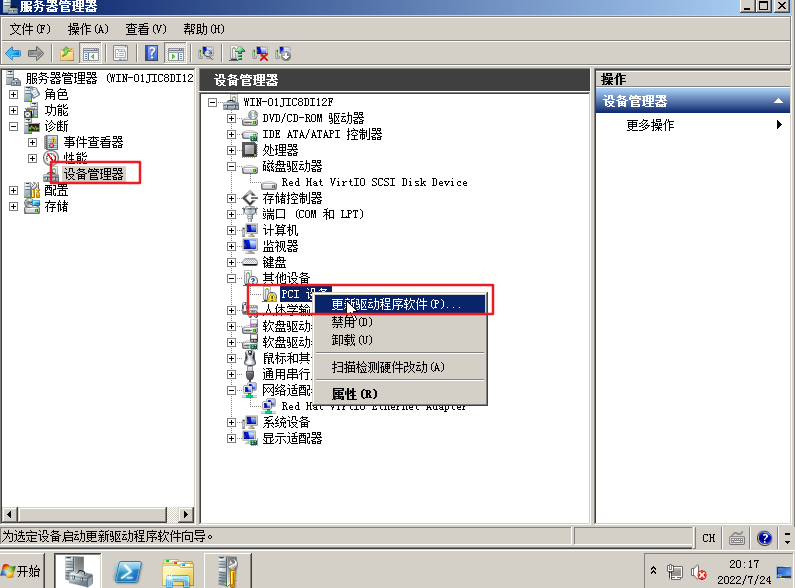 服务器管理器
文件(F) 操作(A) 查看(V) 帮助(H)
服务器管理器 (WIN-01JIC8DI12
角色
功能
诊断
事件查看器
性能
设备管理器
配置
存储
设备管理器
WIN-01JIC8DI12F
DVD/CD-ROM 驱动器
IDE ATA/ATAPI 控制器
处理器
磁盘驱动器
Red Hat VirtIO SCSI Disk Device
存储控制器
端口 (COM 和 LPT)
计算机
监视器
键盘
其他设备
PCI 设备
人体学输
软盘驱动
软盘驱动
鼠标和其
通用串行
网络适配
Red Hat VirtIO Ethernet Adapter
系统设备
显示适配器
更新驱动程序软件(P)...
禁用(D)
卸载(U)
扫描检测硬件改动(A)
属性(R)
操作
设备管理器
更多操作
为选定设备启动更新驱动程序软件向导。
CH
开始
20:17
2022/7/24